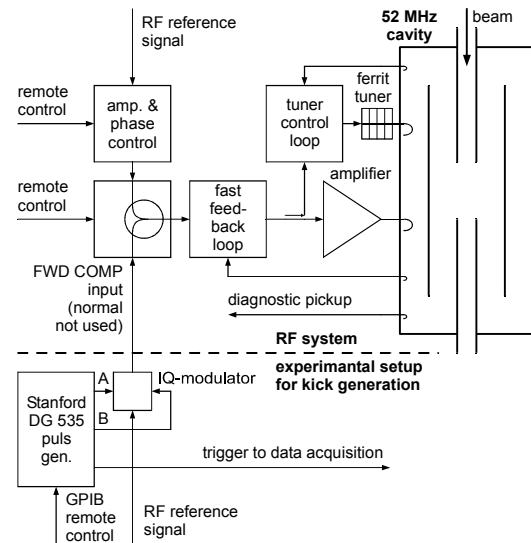 RF reference
signal
52 MHz
cavity
beam
remote
control
amp. &
phase
control
tuner
control
loop
ferrit
tuner
remote
control
fast
feed-
back
loop
amplifier
FWD COMP
input
(normal
not used)
diagnostic pickup
RF system
experimantal setup
for kick generation
Stanford
DG 535
puls
gen.
A
B
IQ-modulator
trigger to data acquisition
GPIB
remote
control
RF reference
signal